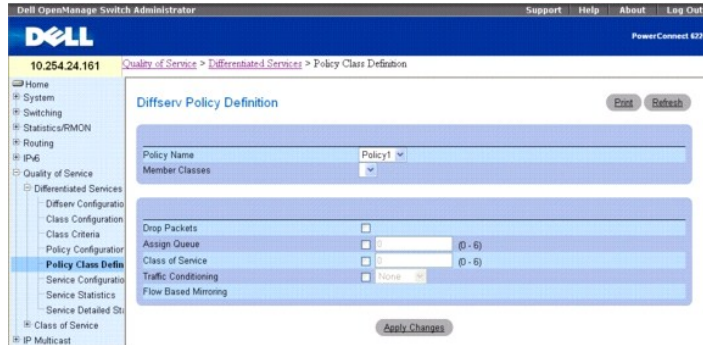 Dell OpenManage Switch Administrator
Support Help About Log Out
DELL
PowerConnect 622
10.254.24.161
Quality of Service > Differentiated Services > Policy Class Definition
Home
System
Switching
Statistics/RMON
Routing
IPv6
Quality of Service
Differentiated Services
Diffserv Configuratio
Class Configuration
Class Criteria
Policy Configuration
Policy Class Defin
Service Configuratio
Service Statistics
Service Detailed Sta
Class of Service
IP Multicast
Diffserv Policy Definition
Print Refresh
Policy Name Policy1
Member Classes
Drop Packets
Assign Queue 0 (0 - 6)
Class of Service 0 (0 - 6)
Traffic Conditioning None
Flow Based Mirroring
Apply Changes